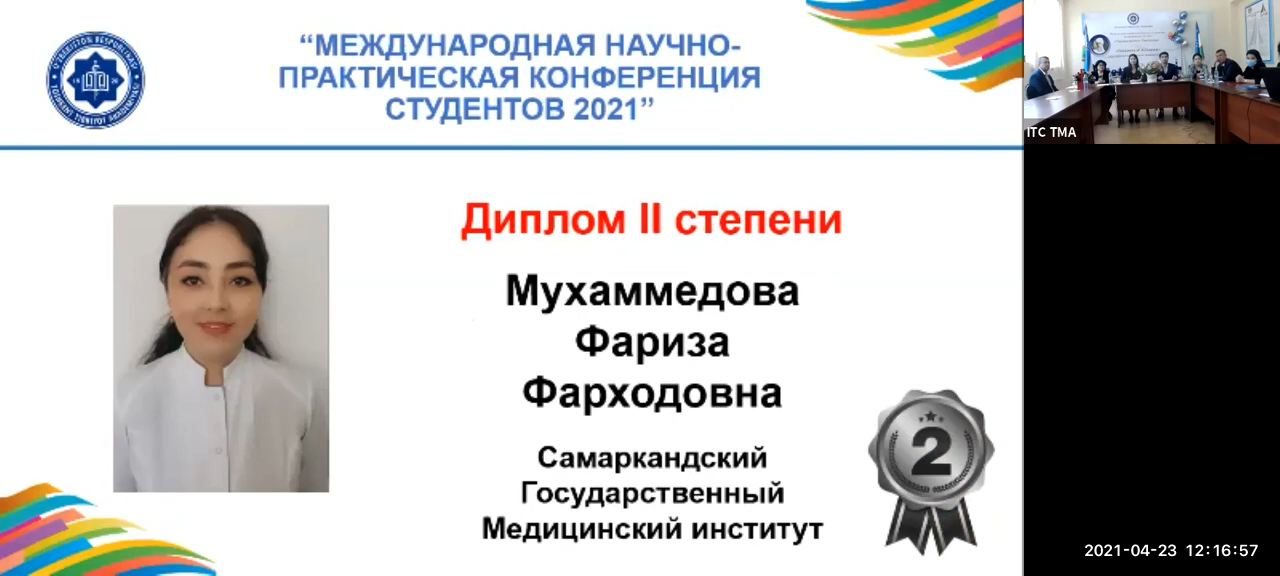 “МЕЖДУНАРОДНАЯ НАУЧНО-
ПРАКТИЧЕСКАЯ КОНФЕРЕНЦИЯ
СТУДЕНТОВ 2021”
Диплом II степени
Мухаммедова
Фариза
Фарходовна
Самаркандский
Государственный
Медицинский институт
2
ITC TMA
2021-04-23 12:16:57